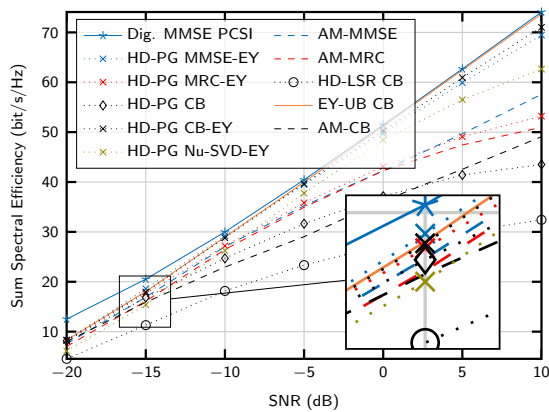 70
60
50
40
30
20
10
Sum Spectral Efficiency (bit/s/Hz)
Dig. MMSE PCSI
HD-PG MMSE-EY
HD-PG MRC-EY
HD-PG CB
HD-PG CB-EY
HD-PG Nu-SVD-EY
AM-MMSE
AM-MRC
HD-LSR CB
EY-UB CB
AM-CB
−20 −15 −10 −5 0 5 10
SNR (dB)